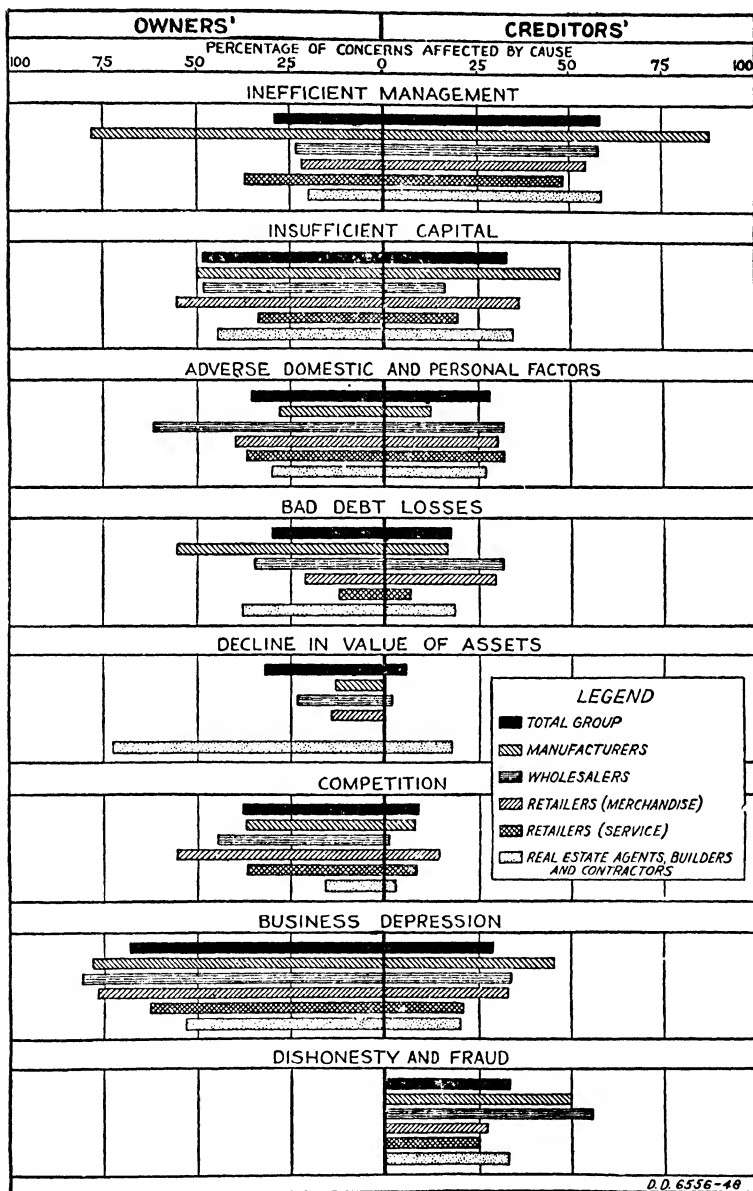 OWNERS' CREDITORS'
PERCENTAGE OF CONCERNS AFFECTED BY CAUSE
100 75 50 25 0 25 50 75 100
INEFFICIENT MANAGEMENT
INSUFFICIENT CAPITAL
ADVERSE DOMESTIC AND PERSONAL FACTORS
BAD DEBT LOSSES
DECLINE IN VALUE OF ASSETS
LEGEND
TOTAL GROUP
MANUFACTURERS
WHOLESALERS
RETAILERS (MERCHANDISE)
RETAILERS (SERVICE)
REAL ESTATE AGENTS, BUILDERS
AND CONTRACTORS
COMPETITION
BUSINESS DEPRESSION
DISHONESTY AND FRAUD
D.D. 6556-48